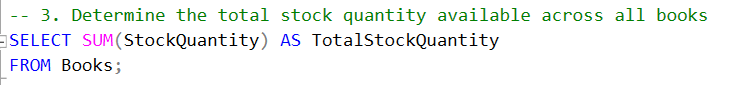 -- 3. Determine the total stock quantity available across all books
SELECT SUM(StockQuantity) AS TotalStockQuantity
FROM Books;